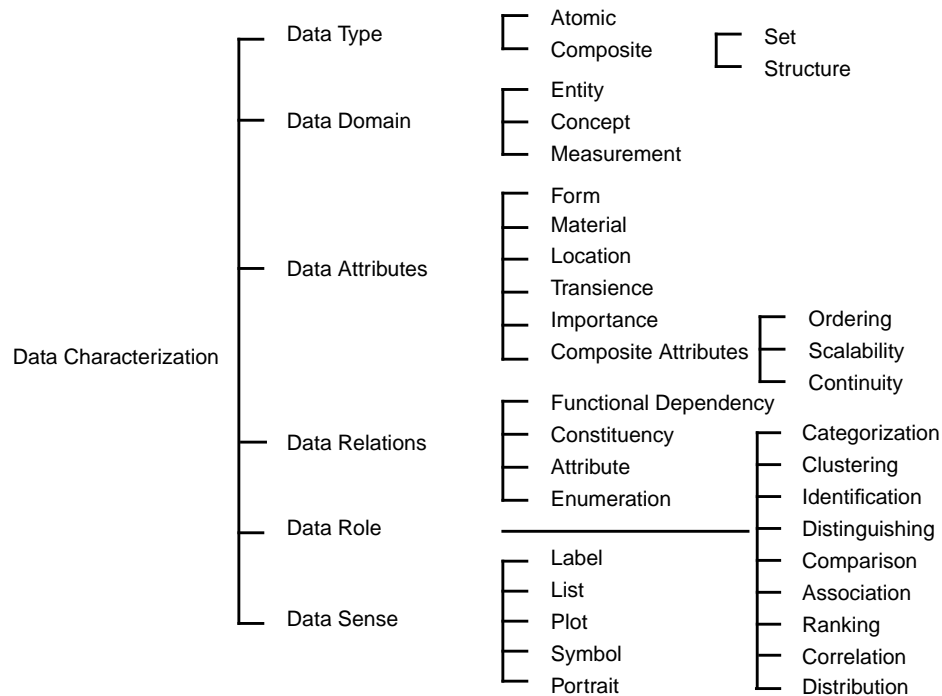 Data Characterization
Data Type
Atomic
Composite
Set
Structure
Data Domain
Entity
Concept
Measurement
Data Attributes
Form
Material
Location
Transience
Importance
Composite Attributes
Ordering
Scalability
Continuity
Data Relations
Functional Dependency
Constituency
Attribute
Enumeration
Data Role
Categorization
Clustering
Identification
Distinguishing
Comparison
Association
Ranking
Correlation
Distribution
Data Sense
Label
List
Plot
Symbol
Portrait